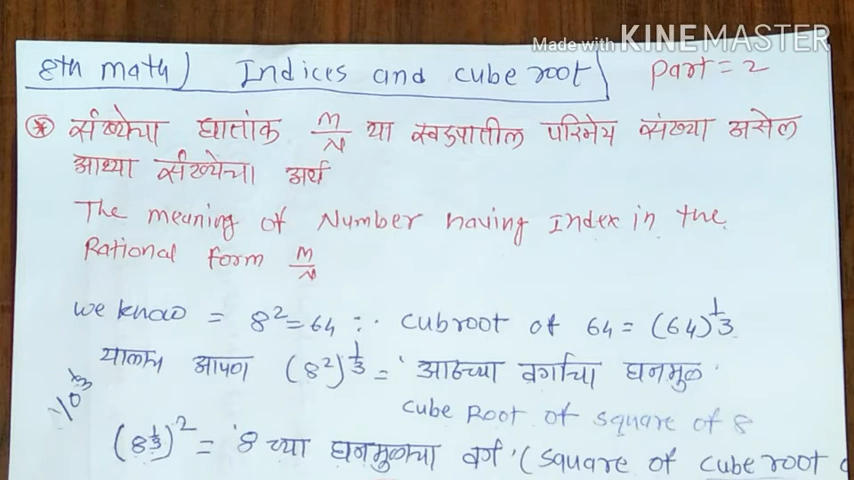 Made with KINEMASTER
8th math) Indices and cube root Part = 2
* संख्येचा घातांक M/N या स्वरूपातील परिमेय संख्या असेल
आश्या संख्येचा अर्थ
The meaning of Number having Index in the
Rational form M/N
we know = 8² = 64 ∵ cubroot of 64 = (64)^1/3
यालाच आपण (8²)^1/3 = 'आठच्या वर्गाचा घनमुळ'
cube Root of square of 8
(8^1/3)² = '8 च्या घनमुळाचा वर्ग' (square of cube root